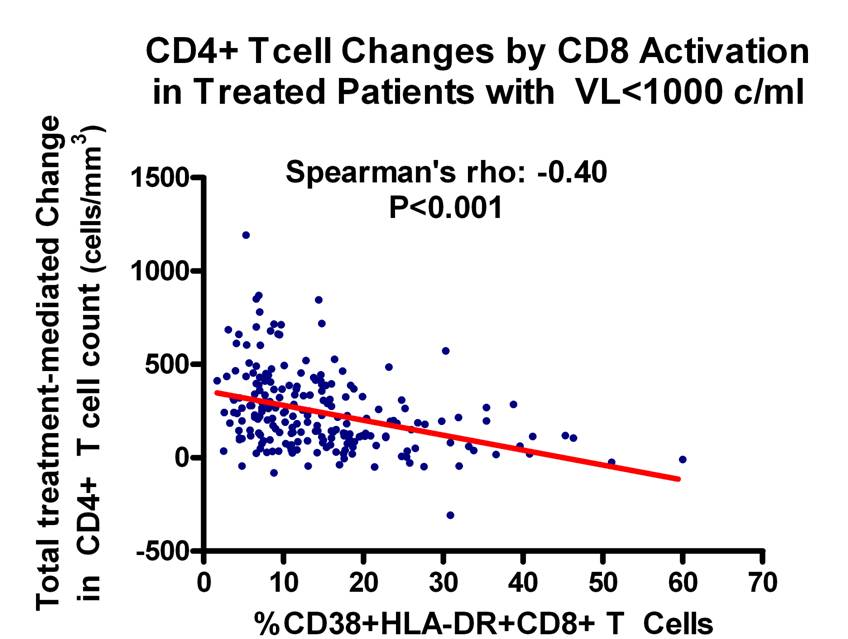 CD4+ Tcell Changes by CD8 Activation
in Treated Patients with VL<1000 c/ml
Total treatment-mediated Change
in CD4+ T cell count (cells/mm³)
Spearman's rho: -0.40
P<0.001
1500
1000
500
0
-500
0 10 20 30 40 50 60 70
%CD38+HLA-DR+CD8+ T Cells